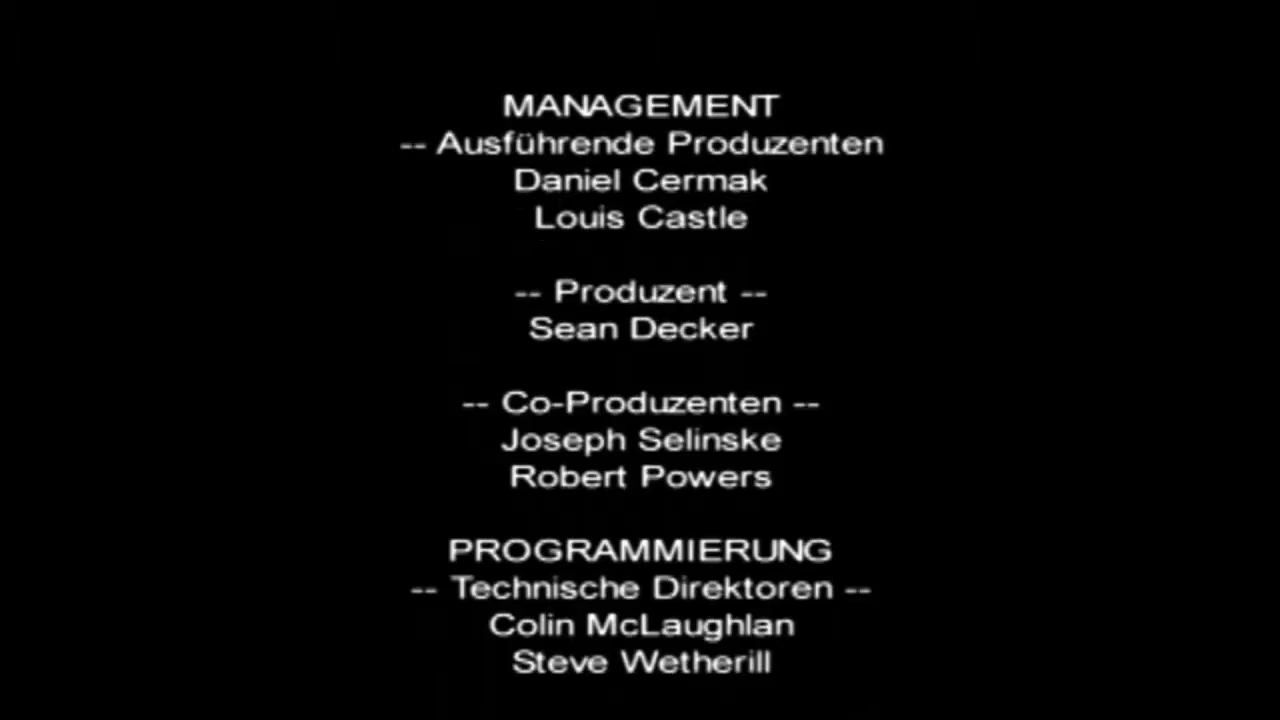 MANAGEMENT
-- Ausführende Produzenten
Daniel Cermak
Louis Castle
-- Produzent --
Sean Decker
-- Co-Produzenten --
Joseph Selinske
Robert Powers
PROGRAMMIERUNG
-- Technische Direktoren --
Colin McLaughlan
Steve Wetherill